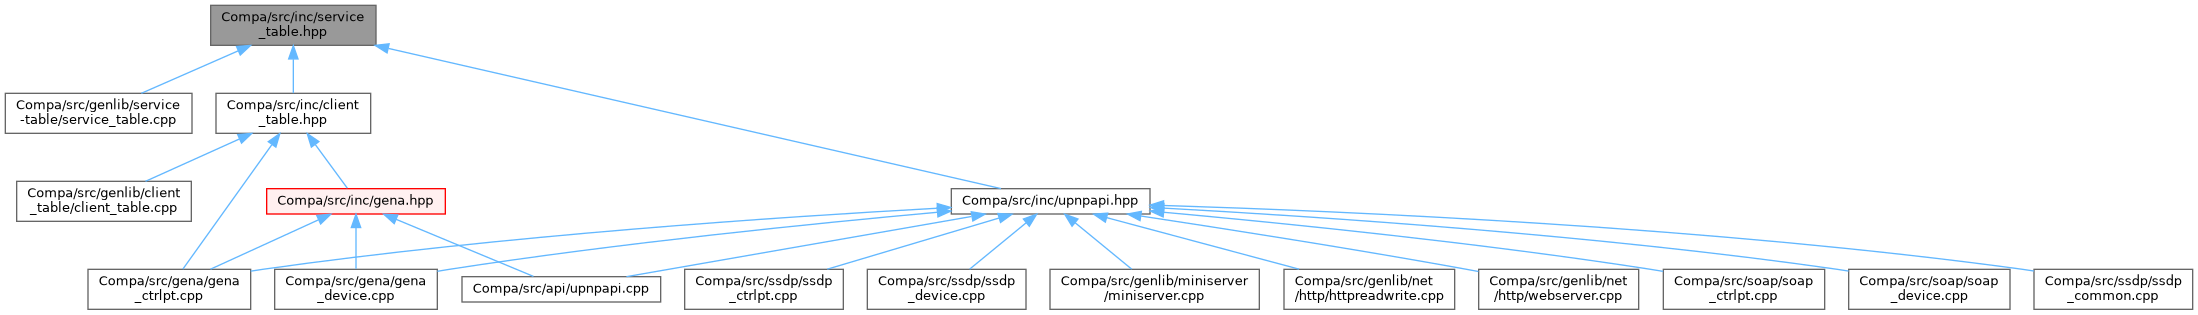 Compa/src/inc/service
_table.hpp
Compa/src/genlib/service
-table/service_table.cpp
Compa/src/inc/client
_table.hpp
Compa/src/genlib/client
_table/client_table.cpp
Compa/src/inc/gena.hpp
Compa/src/inc/upnpapi.hpp
Compa/src/gena/gena
_ctrlpt.cpp
Compa/src/gena/gena
_device.cpp
Compa/src/api/upnpapi.cpp
Compa/src/ssdp/ssdp
_ctrlpt.cpp
Compa/src/ssdp/ssdp
_device.cpp
Compa/src/genlib/miniserver
/miniserver.cpp
Compa/src/genlib/net
/http/httpreadwrite.cpp
Compa/src/genlib/net
/http/webserver.cpp
Compa/src/soap/soap
_ctrlpt.cpp
Compa/src/soap/soap
_device.cpp
Compa/src/ssdp/ssdp
_common.cpp